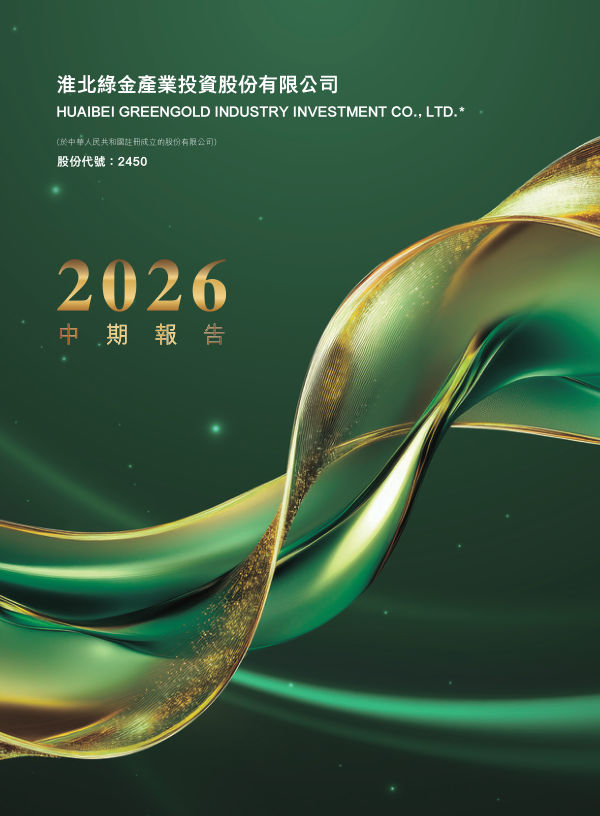 淮北綠金產業投資股份有限公司
HUAIBEI GREENGOLD INDUSTRY INVESTMENT CO., LTD.*
(於中華人民共和國註冊成立的股份有限公司)
股份代號：2450
2026
中期報告